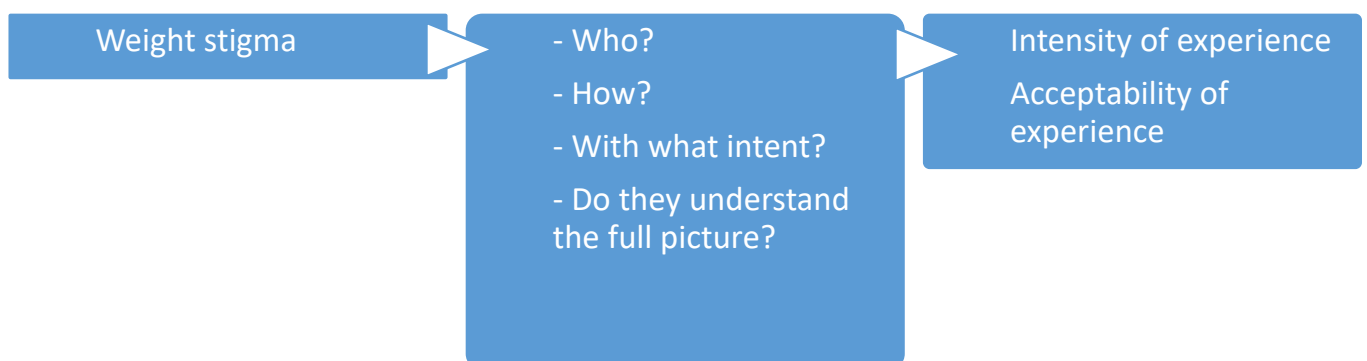 Weight stigma
- Who?
- How?
- With what intent?
- Do they understand
the full picture?
Intensity of experience
Acceptability of
experience